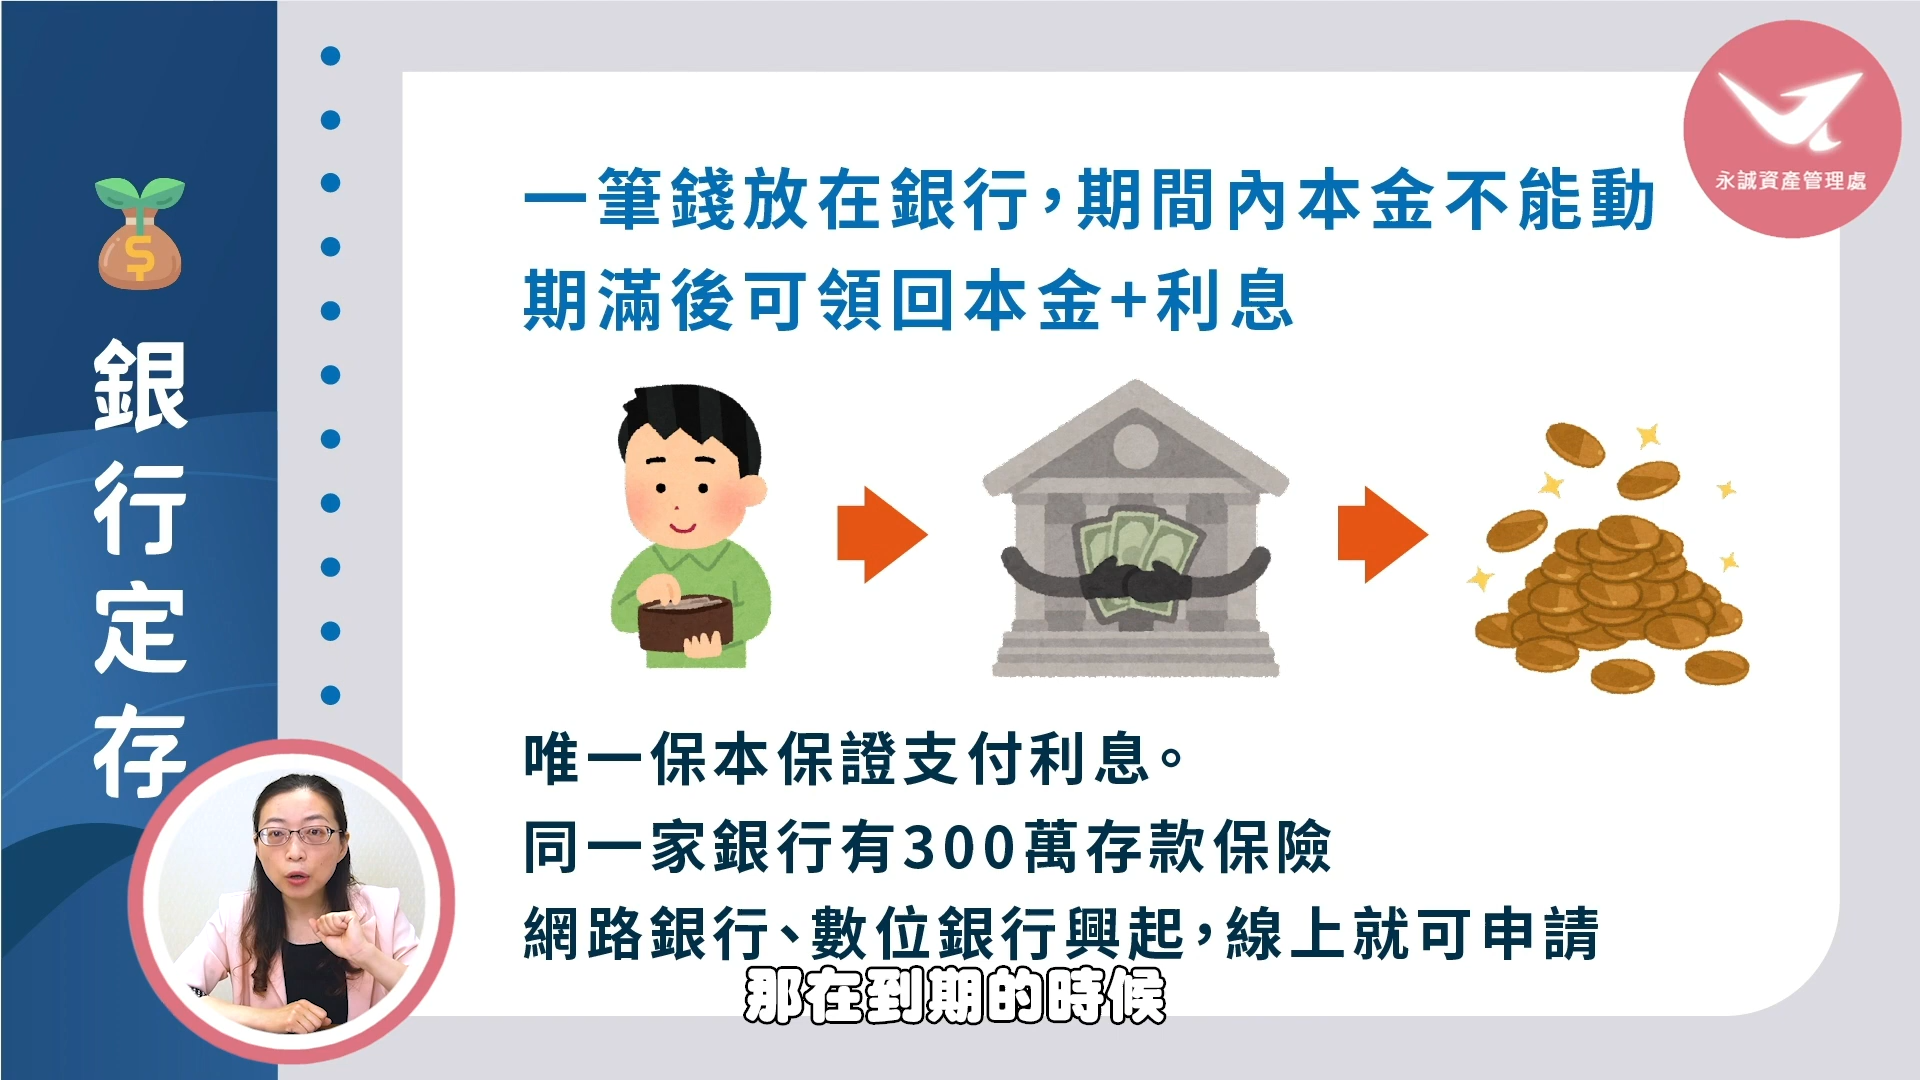 永誠資產管理處
銀行定存
一筆錢放在銀行，期間內本金不能動
期滿後可領回本金+利息
唯一保本保證支付利息。
同一家銀行有300萬存款保險
網路銀行、數位銀行興起，線上就可申請
那在到期的時候